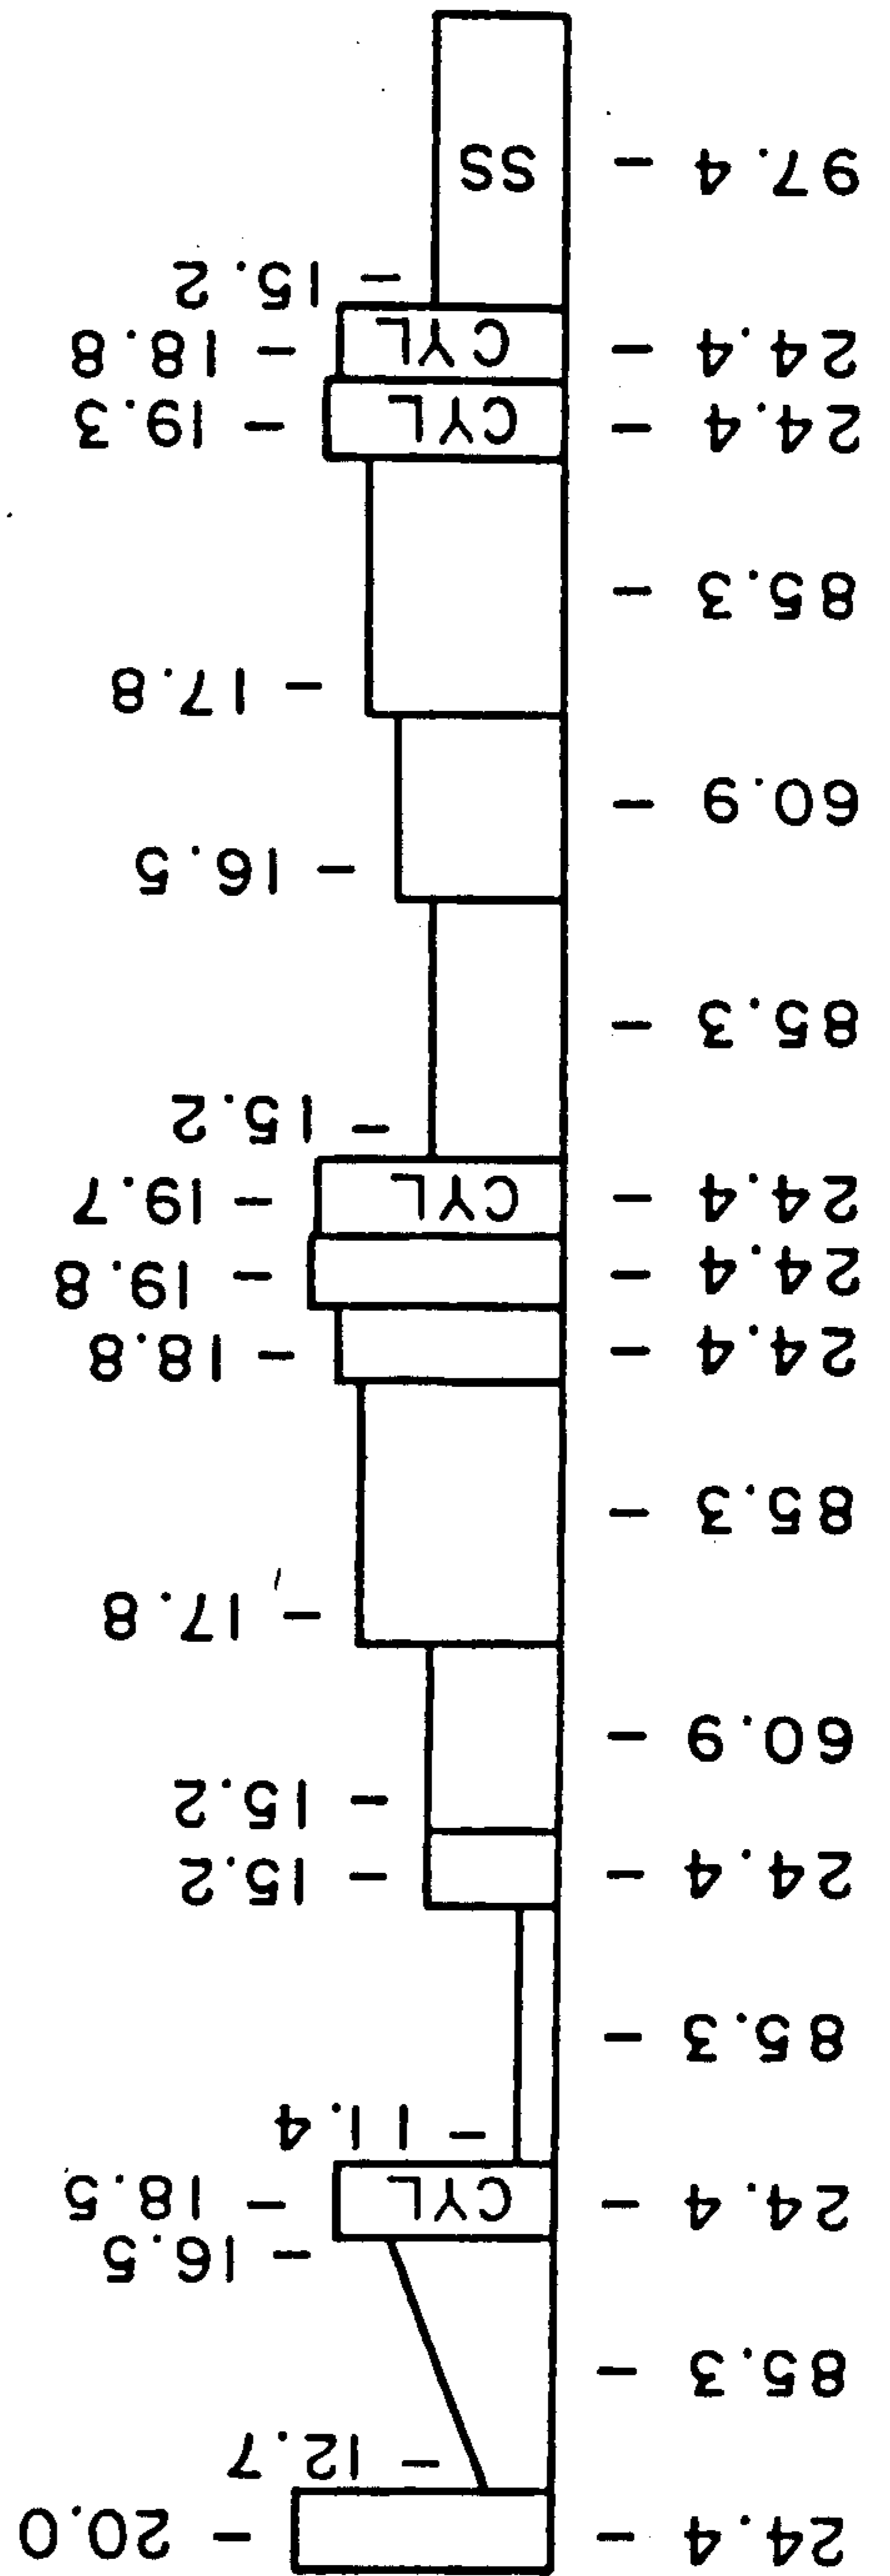 24.4 – – 20.0
– 12.7
85.3 –
– 16.5
24.4 – CYL – 18.5
– 11.4
85.3 –
24.4 – – 15.2
– 15.2
60.9 –
– 17.8
85.3 –
24.4 – – 18.8
24.4 – – 19.8
24.4 – CYL – 19.7
– 15.2
85.3 –
– 16.5
60.9 –
– 17.8
85.3 –
24.4 – CYL – 19.3
24.4 – CYL – 18.8
– 15.2
97.4 – SS